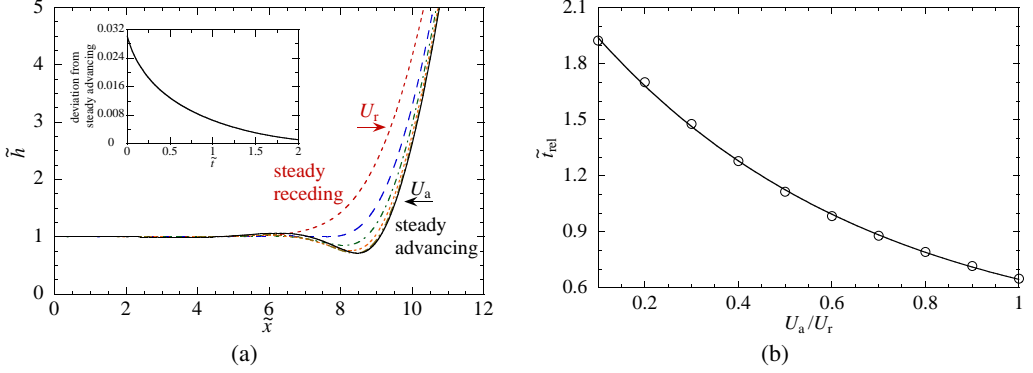 5
4
3
2
1
0
h̃
0
2
4
6
8
10
12
x̃
0.032
0.024
0.016
0.008
0
deviation from
steady advancing
0
0.5
1
1.5
2
t̃
U_r
steady
receding
U_a
steady
advancing
(a)
2.1
1.8
1.5
1.2
0.9
0.6
t̃_rel
0.2
0.4
0.6
0.8
1
U_a/U_r
(b)